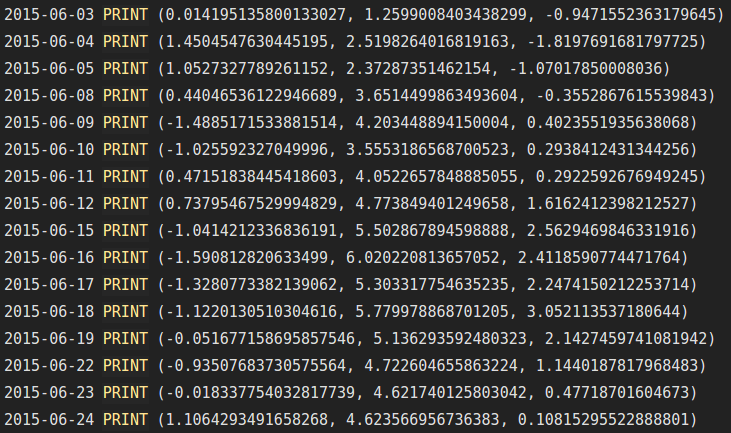 2015-06-03 PRINT (0.014195135800133027, 1.2599008403438299, -0.9471552363179645)
2015-06-04 PRINT (1.4504547630445195, 2.5198264016819163, -1.8197691681797725)
2015-06-05 PRINT (1.0527327789261152, 2.37287351462154, -1.07017850008036)
2015-06-08 PRINT (0.44046536122946689, 3.6514499863493604, -0.3552867615539843)
2015-06-09 PRINT (-1.4885171533881514, 4.203448894150004, 0.4023551935638068)
2015-06-10 PRINT (-1.025592327049996, 3.5553186568700523, 0.2938412431344256)
2015-06-11 PRINT (0.47151838445418603, 4.0522657848885055, 0.2922592676949245)
2015-06-12 PRINT (0.73795467529994829, 4.773849401249658, 1.6162412398212527)
2015-06-15 PRINT (-1.0414212336836191, 5.502867894598888, 2.5629469846331916)
2015-06-16 PRINT (-1.590812820633499, 6.020220813657052, 2.4118590774471764)
2015-06-17 PRINT (-1.3280773382139062, 5.303317754635235, 2.2474150212253714)
2015-06-18 PRINT (-1.1220130510304616, 5.779978868701205, 3.052113537180644)
2015-06-19 PRINT (-0.051677158695857546, 5.136293592480323, 2.1427459741081942)
2015-06-22 PRINT (-0.93507683730575564, 4.722604655863224, 1.1440187817968483)
2015-06-23 PRINT (-0.018337754032817739, 4.621740125803042, 0.47718701604673)
2015-06-24 PRINT (1.1064293491658268, 4.623566956736383, 0.10815295522888801)